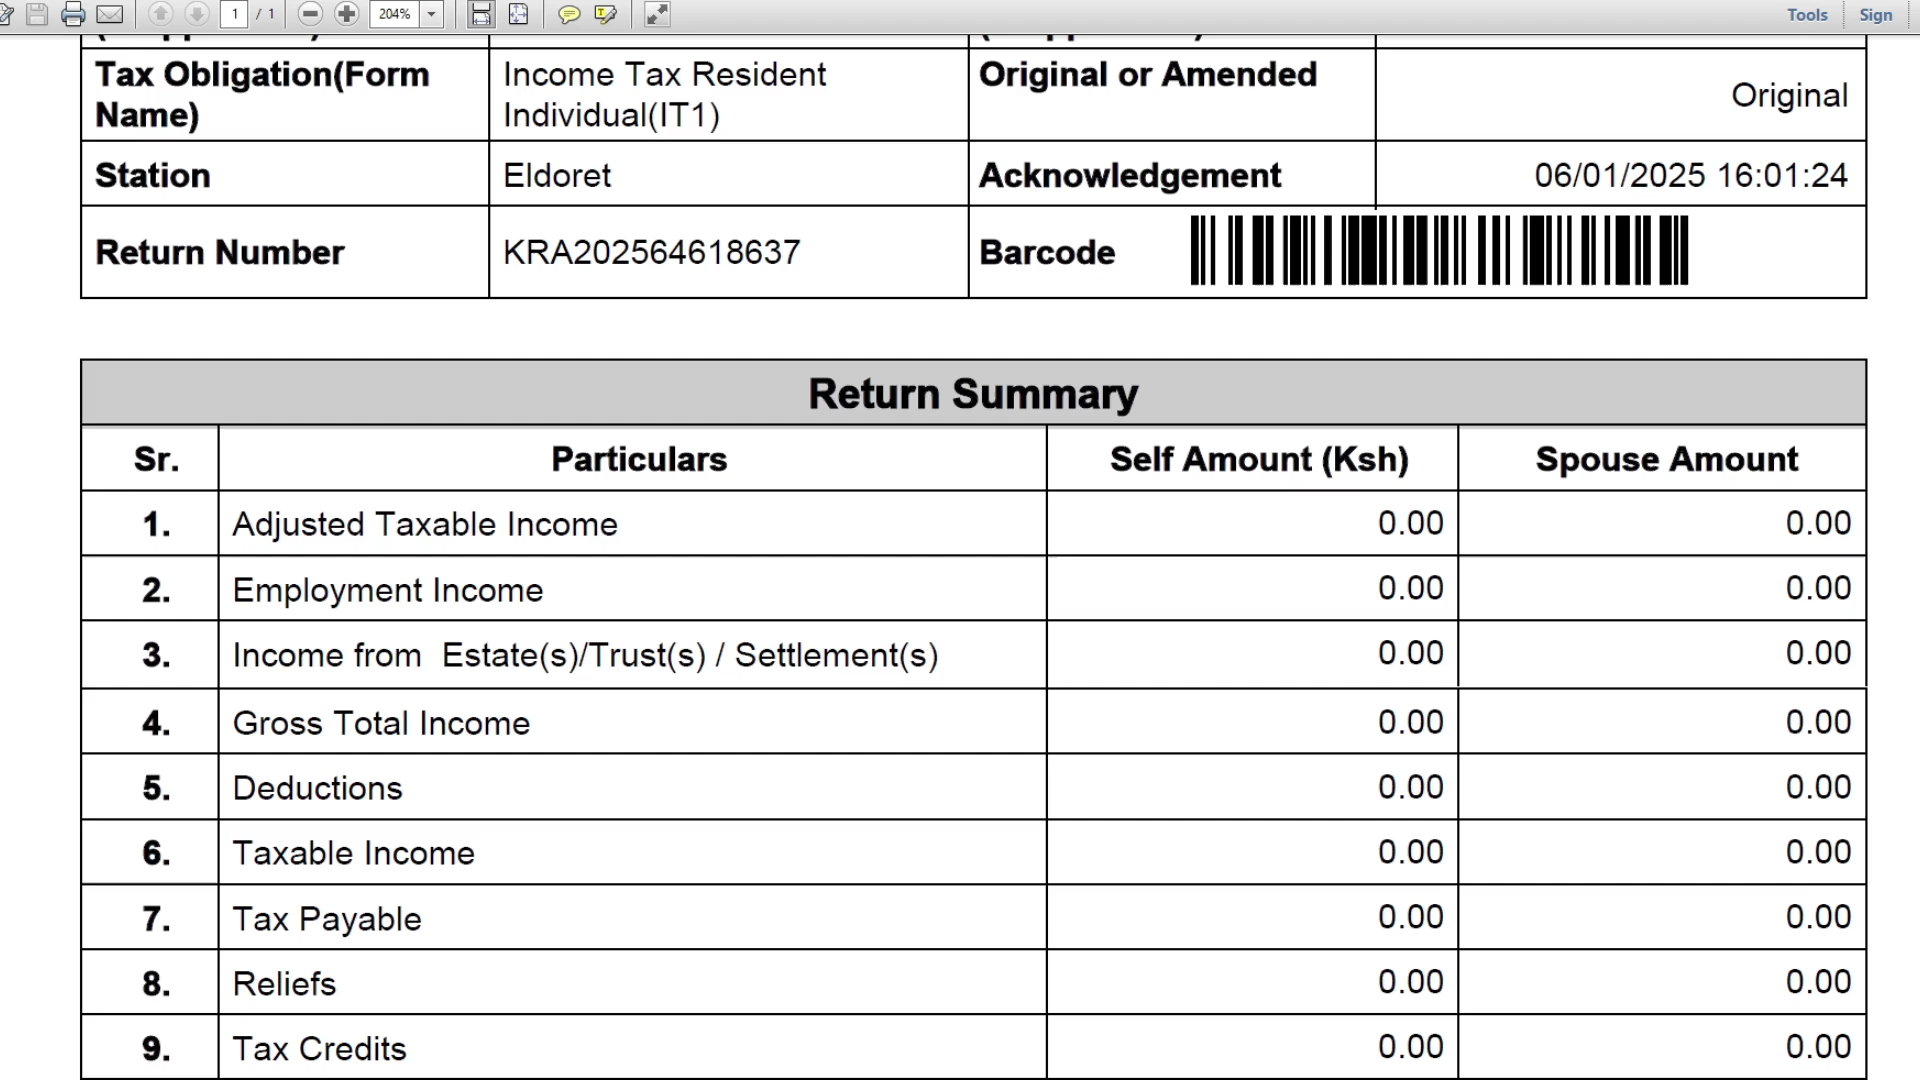 1 / 1 204% Tools Sign
Tax Obligation(Form Name) Income Tax Resident Individual(IT1) Original or Amended Original
Station Eldoret Acknowledgement 06/01/2025 16:01:24
Return Number KRA202564618637 Barcode
Return Summary
Sr. Particulars Self Amount (Ksh) Spouse Amount
1. Adjusted Taxable Income 0.00 0.00
2. Employment Income 0.00 0.00
3. Income from  Estate(s)/Trust(s) / Settlement(s) 0.00 0.00
4. Gross Total Income 0.00 0.00
5. Deductions 0.00 0.00
6. Taxable Income 0.00 0.00
7. Tax Payable 0.00 0.00
8. Reliefs 0.00 0.00
9. Tax Credits 0.00 0.00